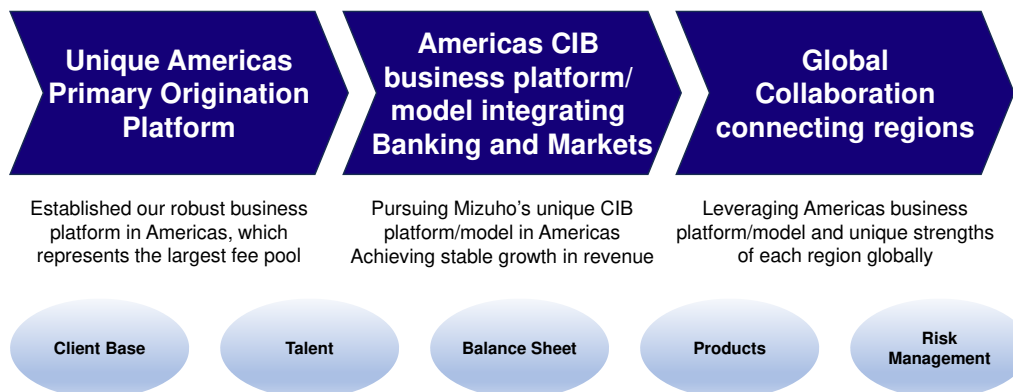 Unique Americas
Primary Origination
Platform
Americas CIB
business platform/
model integrating
Banking and Markets
Global
Collaboration
connecting regions
Established our robust business
platform in Americas, which
represents the largest fee pool
Pursuing Mizuho's unique CIB
platform/model in Americas
Achieving stable growth in revenue
Leveraging Americas business
platform/model and unique strengths
of each region globally
Client Base
Talent
Balance Sheet
Products
Risk
Management